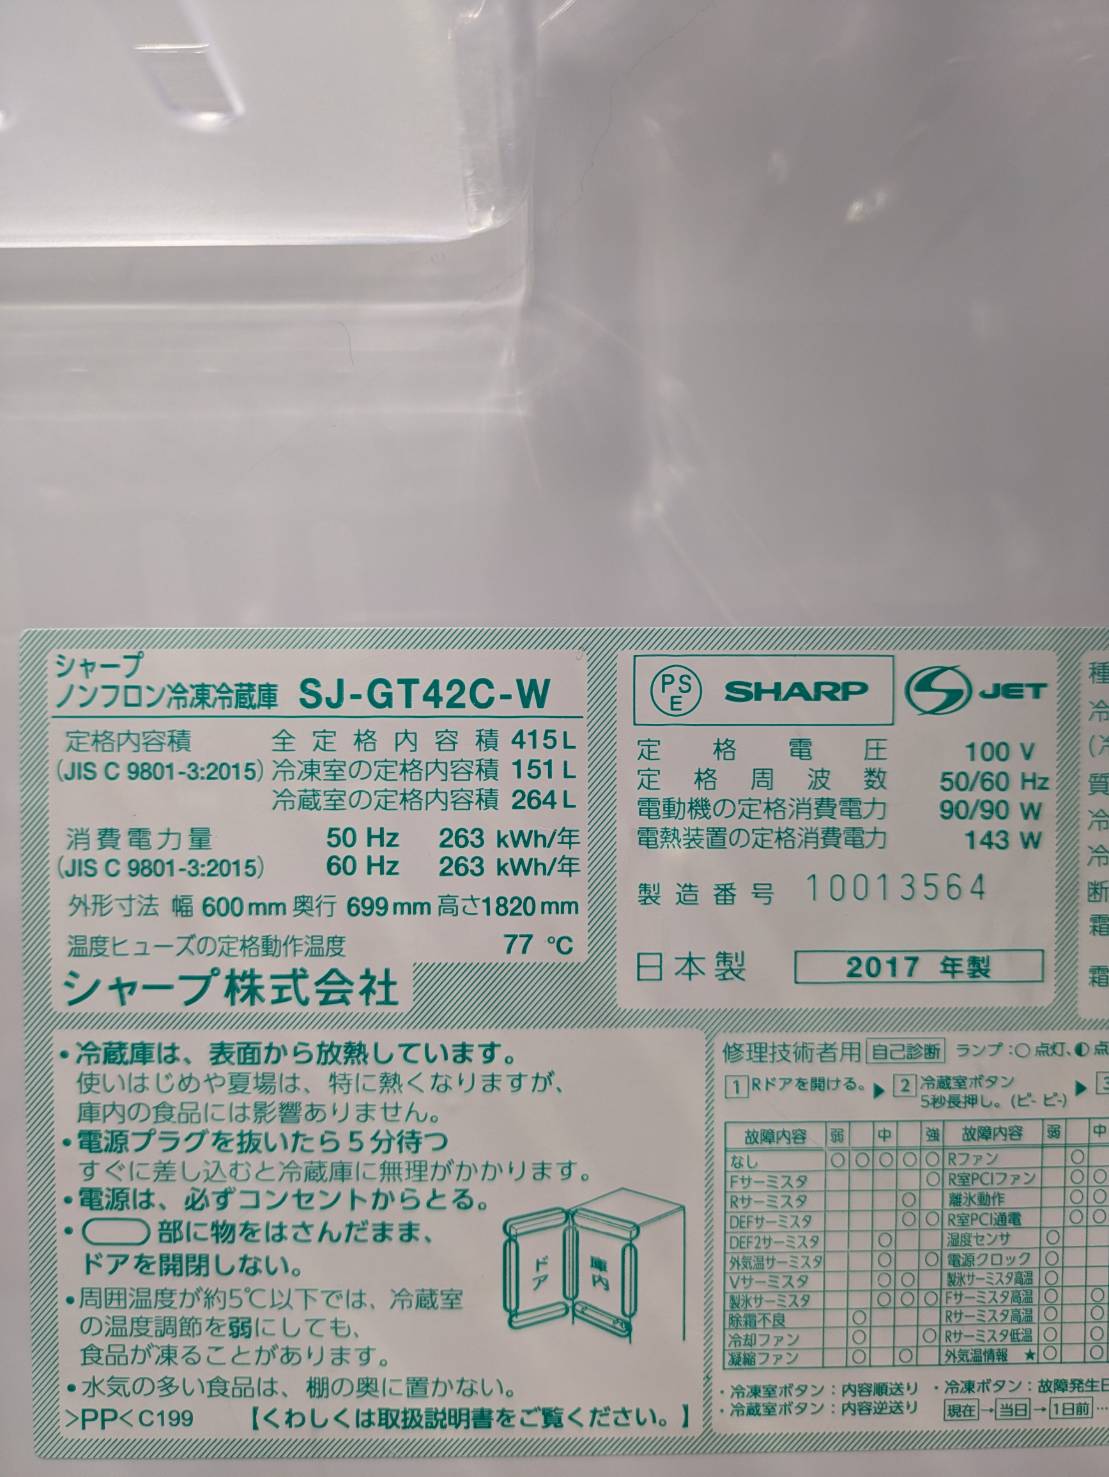 シャープ
ノンフロン冷凍冷蔵庫 SJ-GT42C-W
定格内容積 全定格内容積 415L
(JIS C 9801-3:2015) 冷凍室の定格内容積 151L
冷蔵室の定格内容積 264L
消費電力量 50 Hz 263 kWh/年
(JIS C 9801-3:2015) 60 Hz 263 kWh/年
外形寸法 幅 600mm 奥行 699mm 高さ1820mm
温度ヒューズの定格動作温度 77 ℃
シャープ株式会社
PSE SHARP S JET
定格電圧 100 V
定格周波数 50/60 Hz
電動機の定格消費電力 90/90 W
電熱装置の定格消費電力 143 W
製造番号 10013564
日本製 2017 年製
・冷蔵庫は、表面から放熱しています。
使いはじめや夏場は、特に熱くなりますが、
庫内の食品には影響ありません。
・電源プラグを抜いたら5分待つ
すぐに差し込むと冷蔵庫に無理がかかります。
・電源は、必ずコンセントからとる。
・部に物をはさんだまま、
ドアを開閉しない。
ドア 庫内
・周囲温度が約5℃以下では、冷蔵室
の温度調節を弱にしても、
食品が凍ることがあります。
・水気の多い食品は、棚の奥に置かない。
>PP< C199 【くわしくは取扱説明書をご覧ください。】
修理技術者用 自己診断 ランプ:○点灯、◐点
1 Rドアを開ける。▶ 2 冷蔵室ボタン ▶ 3
5秒長押し。(ピｰ ピｰ)
故障内容 弱 中 強 故障内容 弱 中
なし ○ ○ ○ ○ ○ Rファン ○
Fサーミスタ ○ R室PCIファン ○ ○
Rサーミスタ ○ 離氷動作 ○ ○
DEFサーミスタ ○ ○ R室PCI通電 ○ ○
DEF2サーミスタ ○ 湿度センサ ○
外気温サーミスタ ○ ○ 電源クロック ○
Vサーミスタ ○ ○ 製氷サーミスタ高温 ○
製氷サーミスタ ○ ○ ○ Fサーミスタ高温 ○ ○
除霜不良 ○ Rサーミスタ高温 ○ ○
冷却ファン ○ ○ Rサーミスタ低温 ○ ○
凝縮ファン ○ ○ 外気温情報 ★ ○ ○
・冷凍室ボタン:内容順送り ・冷凍ボタン:故障発生日
・冷蔵室ボタン:内容逆送り 現在→当日→1日前…
種
冷
質
冷
冷
断
霜
霜